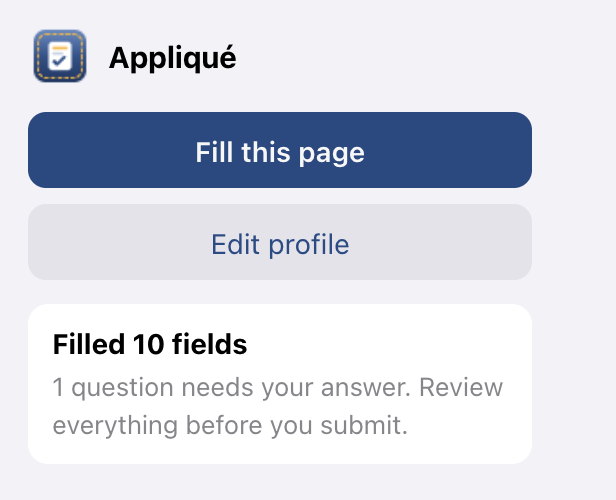 Appliqué
Fill this page
Edit profile
Filled 10 fields
1 question needs your answer. Review
everything before you submit.